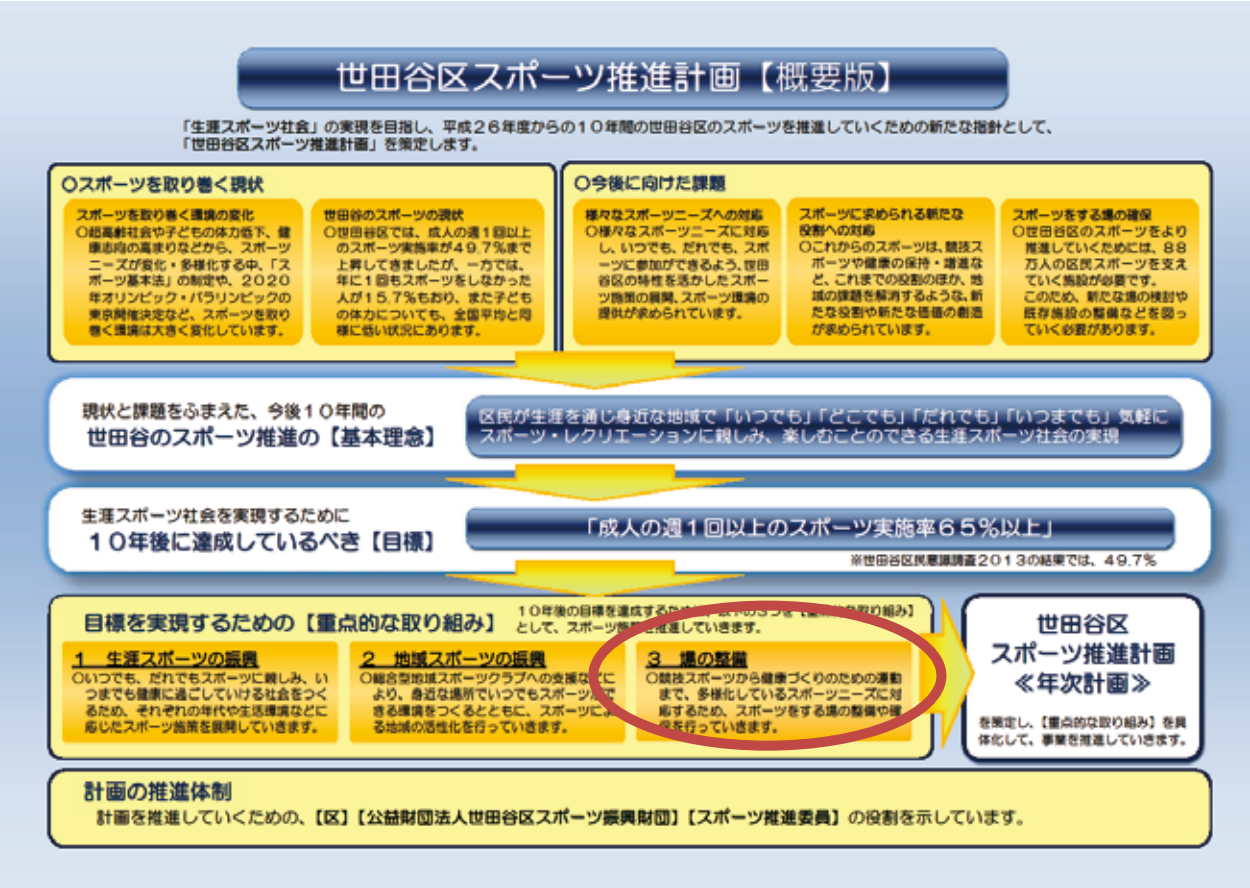 世田谷区スポーツ推進計画【概要版】
「生涯スポーツ社会」の実現を目指し、平成26年度からの10年間の世田谷区のスポーツを推進していくための新たな指針として、
「世田谷区スポーツ推進計画」を策定します。
○スポーツを取り巻く現状
スポーツを取り巻く環境の変化
○超高齢社会や子どもの体力低下、健
康志向の高まりなどから、スポーツ
ニーズが変化・多様化する中、「ス
ポーツ基本法」の制定や、2020
年オリンピック・パラリンピックの
東京開催決定など、スポーツを取り
巻く環境は大きく変化しています。
世田谷のスポーツの現状
○世田谷区では、成人の週1回以上
のスポーツ実施率が49.7%まで
上昇してきましたが、一方では、
年に1回もスポーツをしなかった
人が15.7%もおり、また子ども
の体力についても、全国平均と同
様に低い状況にあります。
○今後に向けた課題
様々なスポーツニーズへの対応
○様々なスポーツニーズに対応
し、いつでも、だれでも、スポ
ーツに参加ができるよう、世田
谷区の特性を活かしたスポー
ツ施策の展開、スポーツ環境の
提供が求められています。
スポーツに求められる新たな
役割への対応
○これからのスポーツは、競技ス
ポーツや健康の保持・増進な
ど、これまでの役割のほか、地
域の課題を解消するような、新
たな役割や新たな価値の創造
が求められています。
スポーツをする場の確保
○世田谷区のスポーツをより
推進していくためには、88
万人の区民スポーツを支え
ていく施設が必要です。
このため、新たな場の検討や
既存施設の整備などを図っ
ていく必要があります。
現状と課題をふまえた、今後10年間の
世田谷のスポーツ推進の【基本理念】
区民が生涯を通じ身近な地域で「いつでも」「どこでも」「だれでも」「いつまでも」気軽に
スポーツ・レクリエーションに親しみ、楽しむことのできる生涯スポーツ社会の実現
生涯スポーツ社会を実現するために
10年後に達成しているべき【目標】
「成人の週1回以上のスポーツ実施率65%以上」
※世田谷区民意識調査2013の結果では、49.7%
目標を実現するための【重点的な取り組み】
10年後の目標を達成するために、以下の3つを【重点的な取り組み】
として、スポーツ施策を推進していきます。
1 生涯スポーツの振興
○いつでも、だれでもスポーツに親しみ、い
つまでも健康に過ごしていける社会をつく
るため、それぞれの年代や生活環境などに
応じたスポーツ施策を展開していきます。
2 地域スポーツの振興
○総合型地域スポーツクラブへの支援などに
より、身近な場所でいつでもスポーツがで
きる環境をつくるとともに、スポーツによ
る地域の活性化を行っていきます。
3 場の整備
○競技スポーツから健康づくりのための運動
まで、多様化しているスポーツニーズに対
応するため、スポーツをする場の整備や確
保を行っていきます。
世田谷区
スポーツ推進計画
≪年次計画≫
を策定し、【重点的な取り組み】を具
体化して、事業を推進していきます。
計画の推進体制
計画を推進していくための、【区】【公益財団法人世田谷区スポーツ振興財団】【スポーツ推進委員】の役割を示しています。